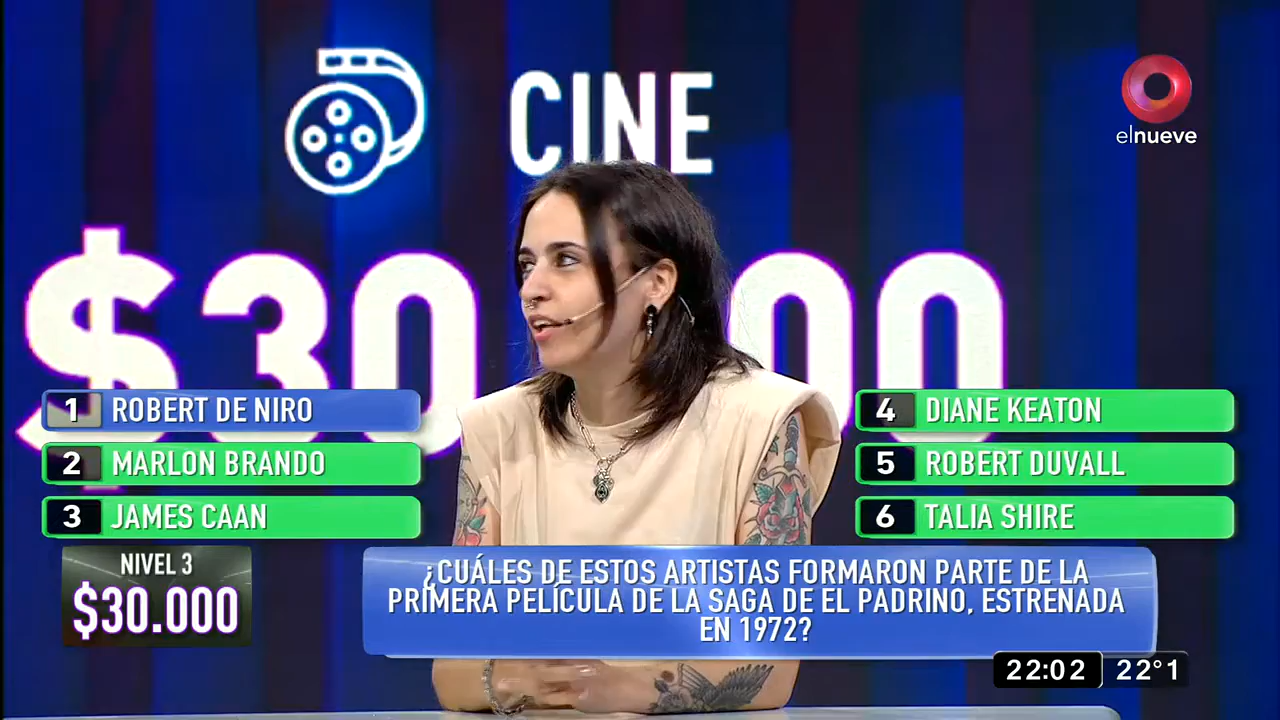 CINE
elnueve
1 ROBERT DE NIRO
2 MARLON BRANDO
3 JAMES CAAN
4 DIANE KEATON
5 ROBERT DUVALL
6 TALIA SHIRE
NIVEL 3
$30.000
¿CUÁLES DE ESTOS ARTISTAS FORMARON PARTE DE LA
PRIMERA PELÍCULA DE LA SAGA DE EL PADRINO, ESTRENADA
EN 1972?
22:02 22°1